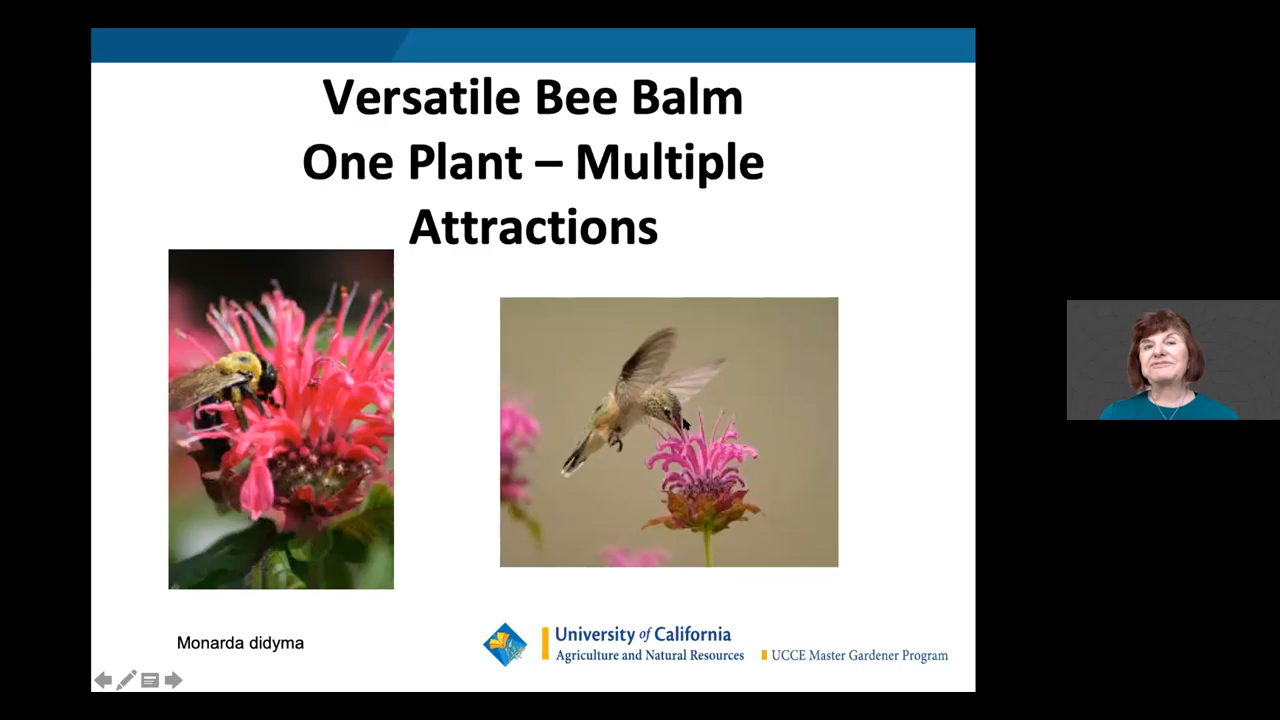 Versatile Bee Balm
One Plant – Multiple
Attractions
Monarda didyma
University of California
Agriculture and Natural Resources
UCCE Master Gardener Program